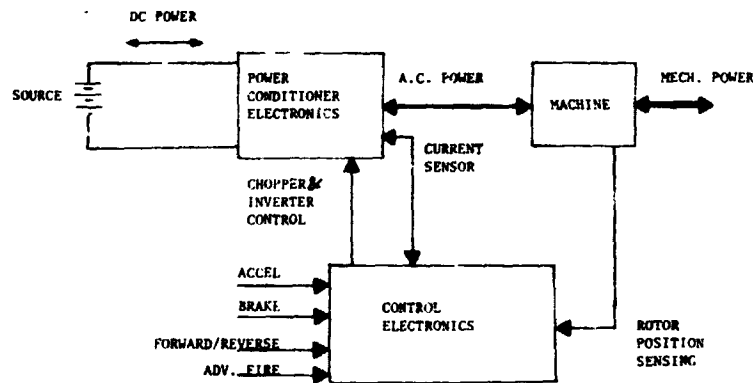 DC POWER
SOURCE
POWER
CONDITIONER
ELECTRONICS
A.C. POWER
MACHINE
MECH. POWER
CURRENT
SENSOR
CHOPPER &
INVERTER
CONTROL
ACCEL
BRAKE
FORWARD/REVERSE
ADV. FIRE
CONTROL
ELECTRONICS
ROTOR
POSITION
SENSING